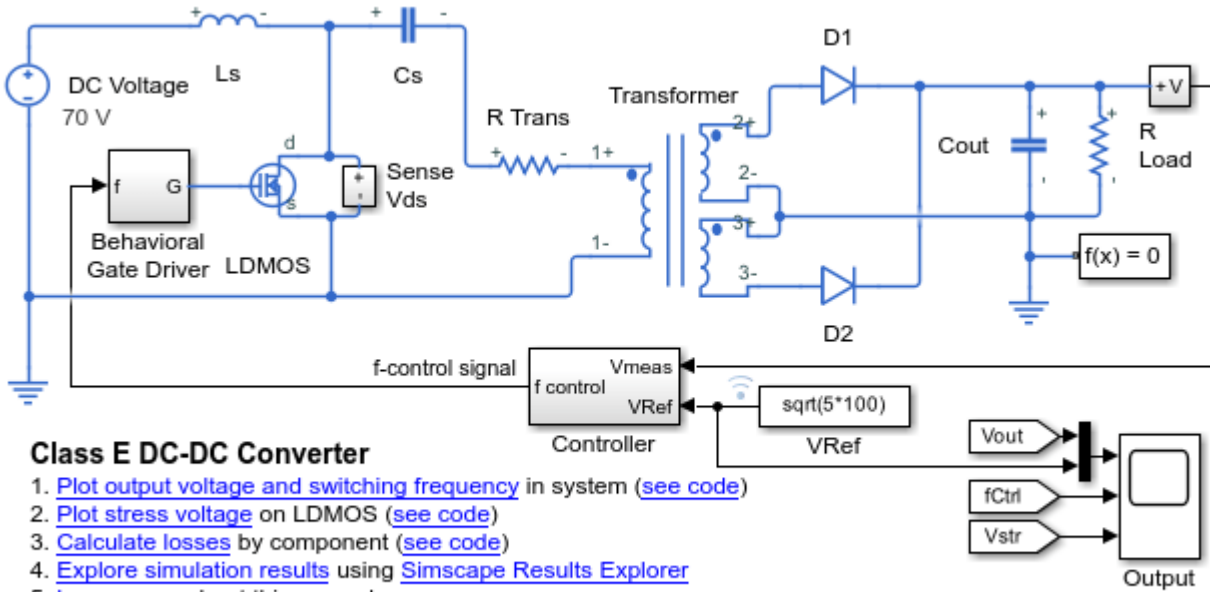 D1
Ls
Cs
DC Voltage
70 V
Transformer
R Trans
2+
1+
2-
3+
1-
3-
+ V
Cout
R
Load
d
s
Sense
Vds
f
G
Behavioral
Gate Driver
LDMOS
f(x) = 0
D2
f-control signal
Vmeas
f control
VRef
sqrt(5*100)
Controller
VRef
Vout
fCtrl
Vstr
Output
Class E DC-DC Converter
1. Plot output voltage and switching frequency in system (see code)
2. Plot stress voltage on LDMOS (see code)
3. Calculate losses by component (see code)
4. Explore simulation results using Simscape Results Explorer